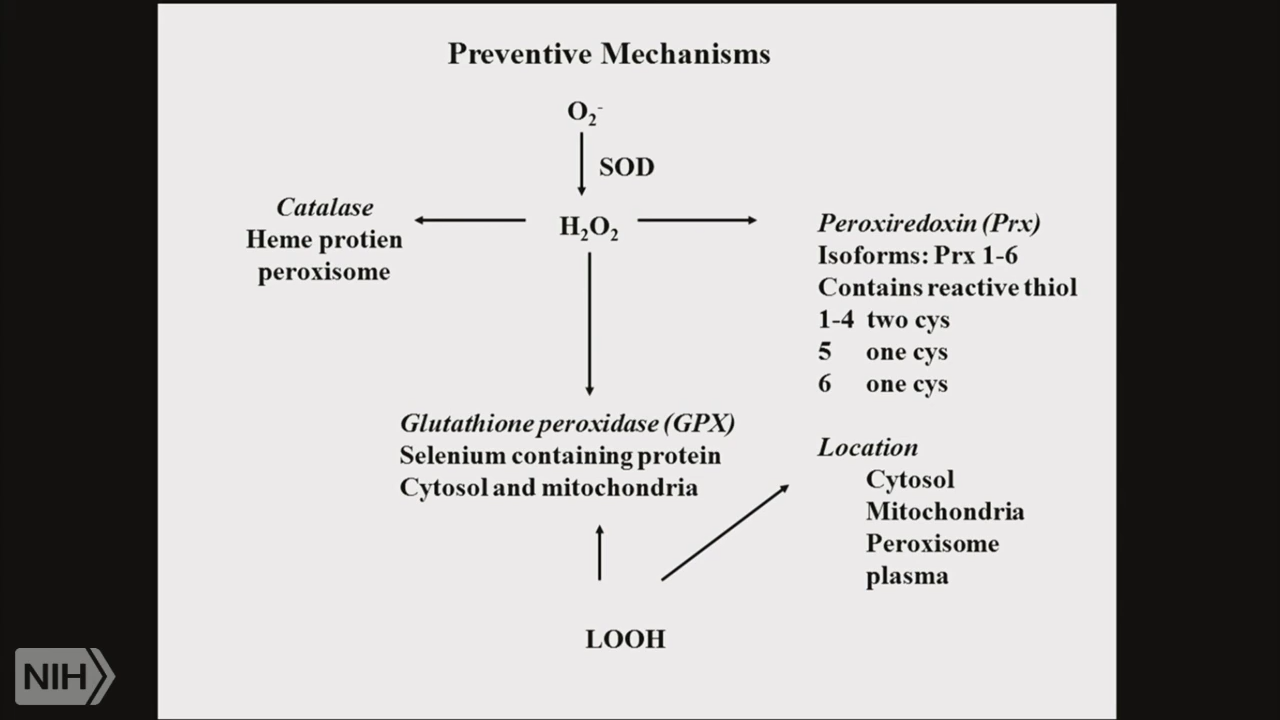 Preventive Mechanisms
O₂⁻
SOD
H₂O₂
Catalase
Heme protien
peroxisome
Peroxiredoxin (Prx)
Isoforms: Prx 1-6
Contains reactive thiol
1-4 two cys
5 one cys
6 one cys
Glutathione peroxidase (GPX)
Selenium containing protein
Cytosol and mitochondria
Location
Cytosol
Mitochondria
Peroxisome
plasma
LOOH
NIH